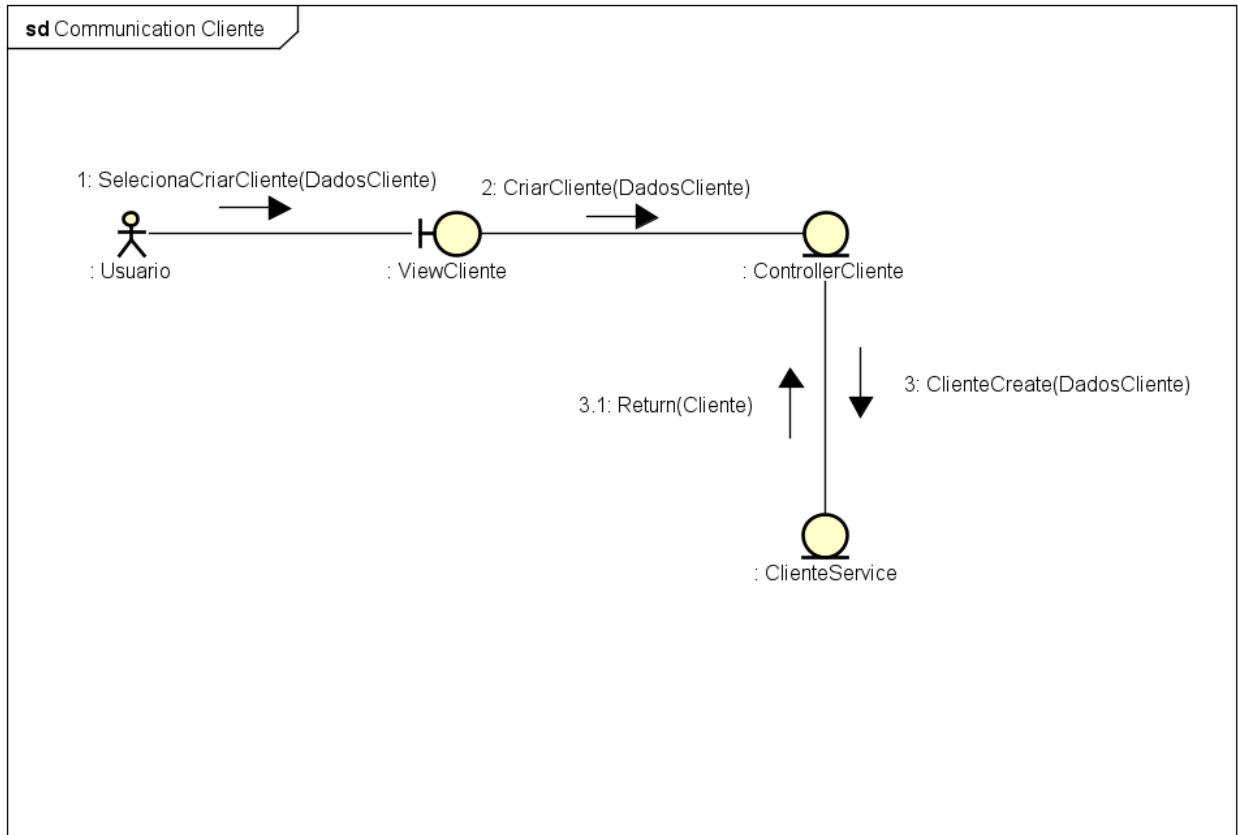 sd Communication Cliente
1: SelecionaCriarCliente(DadosCliente)
2: CriarCliente(DadosCliente)
: Usuario
: ViewCliente
: ControllerCliente
3: ClienteCreate(DadosCliente)
3.1: Return(Cliente)
: ClienteService